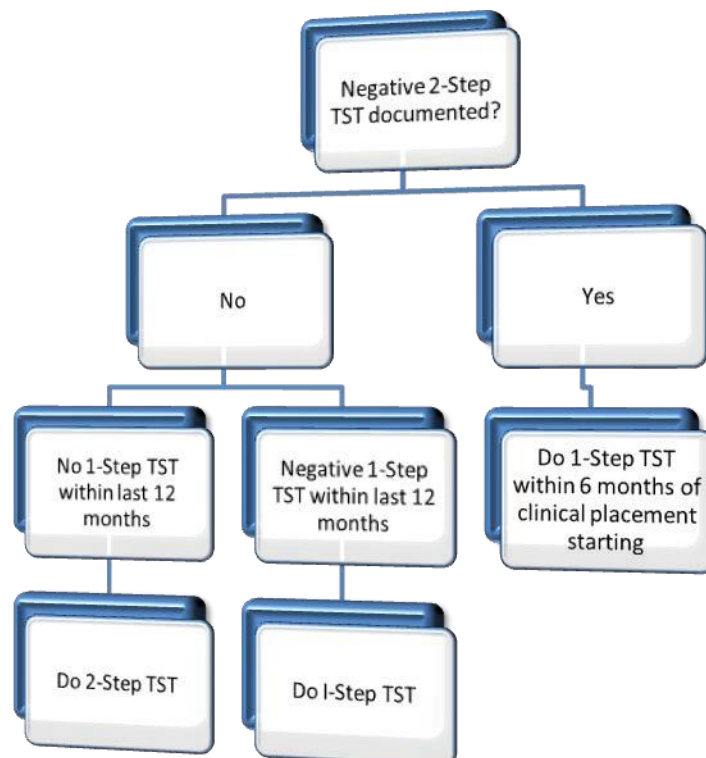 Negative 2-Step
TST documented?
No
Yes
No 1-Step TST
within last 12
months
Negative 1-Step
TST within last 12
months
Do 1-Step TST
within 6 months of
clinical placement
starting
Do 2-Step TST
Do I-Step TST